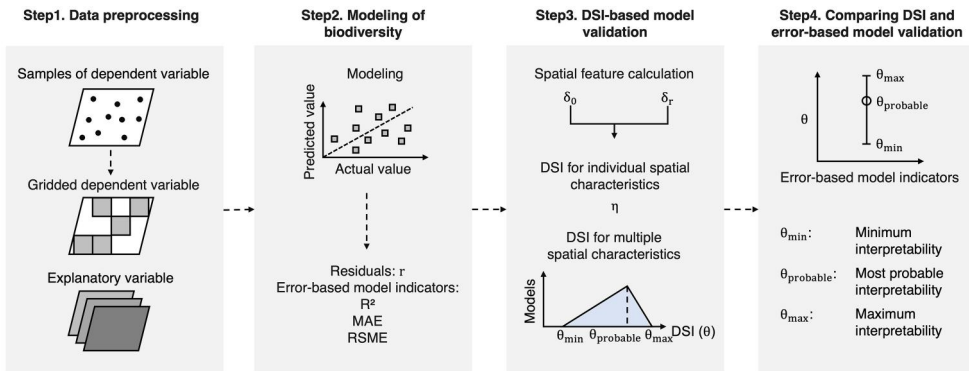 Step1. Data preprocessing
Samples of dependent variable
Gridded dependent variable
Explanatory variable
Step2. Modeling of
biodiversity
Modeling
Predicted value
Actual value
Residuals: r
Error-based model indicators:
R²
MAE
RSME
Step3. DSI-based model
validation
Spatial feature calculation
δ₀ δᵣ
DSI for individual spatial
characteristics
η
DSI for multiple
spatial characteristics
Models
θmin θprobable θmax DSI (θ)
Step4. Comparing DSI and
error-based model validation
θ
θmax
θprobable
θmin
Error-based model indicators
θmin: Minimum
interpretability
θprobable: Most probable
interpretability
θmax: Maximum
interpretability